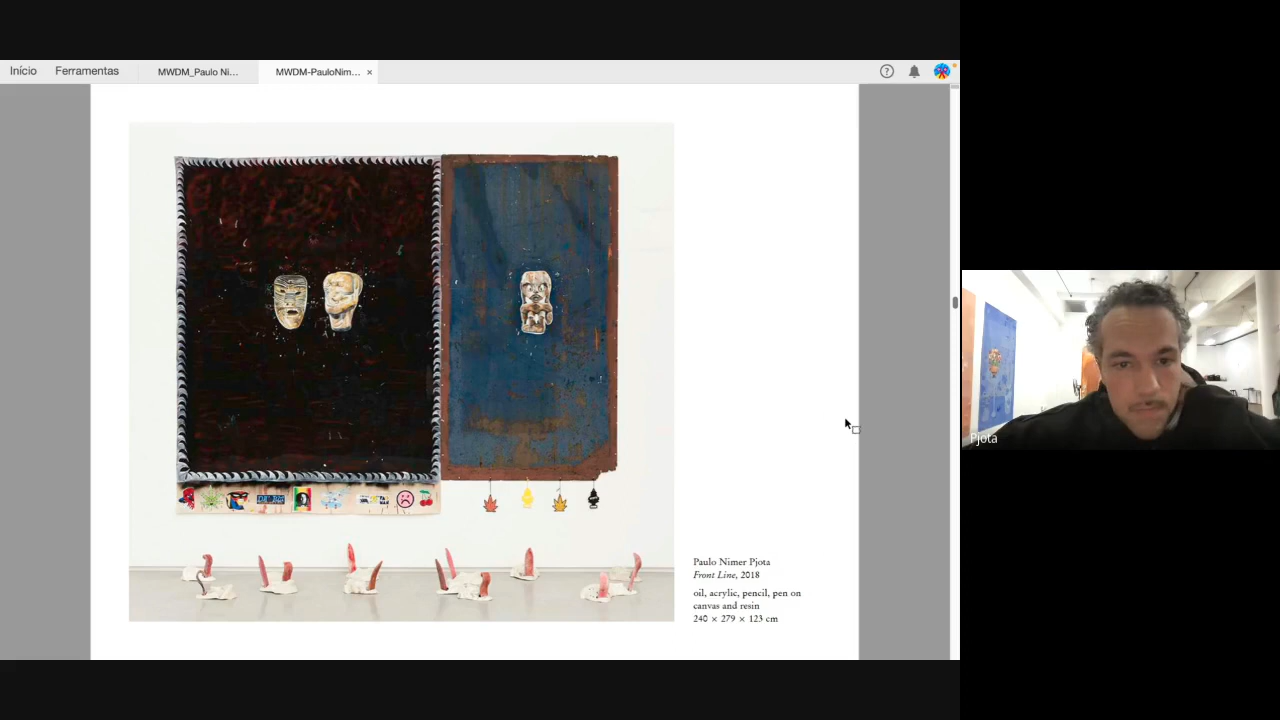 Início Ferramentas MWDM_Paulo Ni... MWDM-PauloNim... ×
?
Paulo Nimer Pjota
Front Line, 2018
oil, acrylic, pencil, pen on
canvas and resin
240 × 279 × 123 cm
Pjota